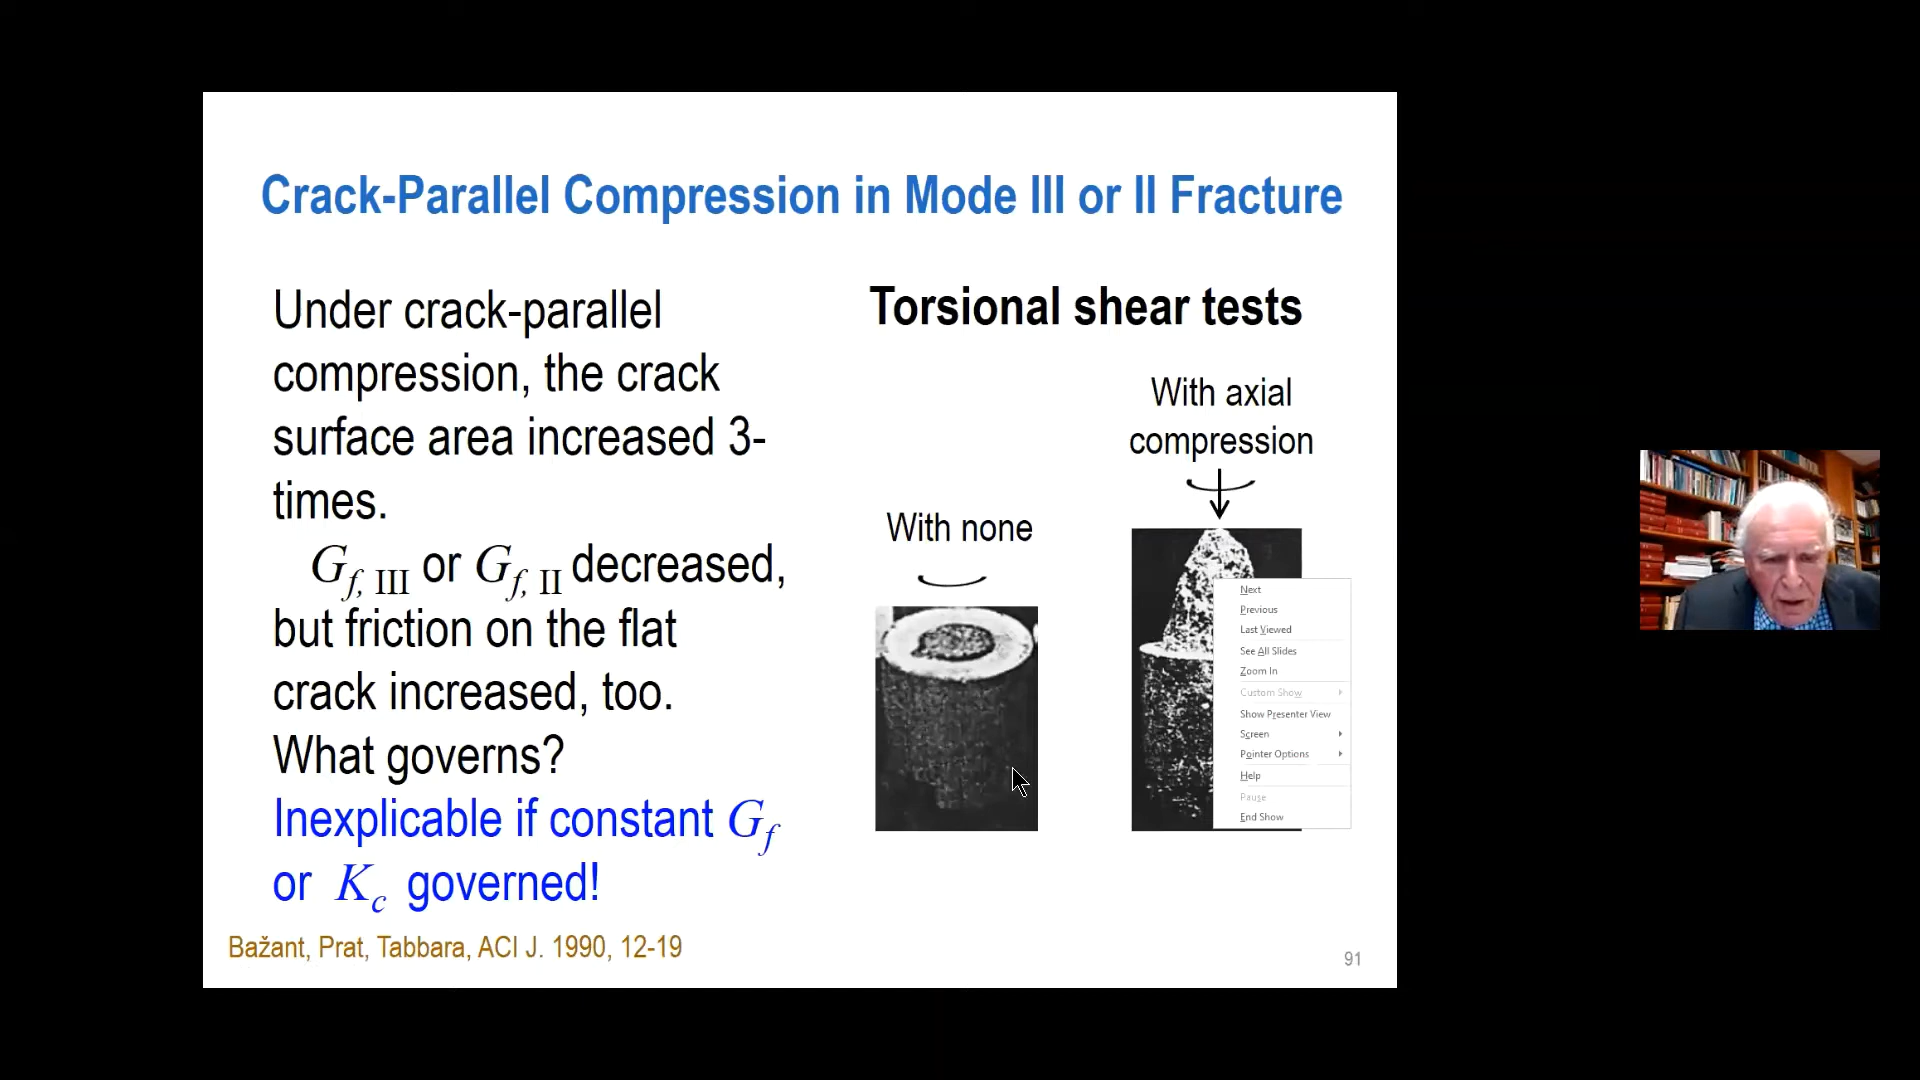 Crack-Parallel Compression in Mode III or II Fracture
Under crack-parallel
compression, the crack
surface area increased 3-
times.
G_{f, III} or G_{f, II} decreased,
but friction on the flat
crack increased, too.
What governs?
Inexplicable if constant G_f
or K_c governed!
Bažant, Prat, Tabbara, ACI J. 1990, 12-19
Torsional shear tests
With axial
compression
With none
Next
Previous
Last Viewed
See All Slides
Zoom In
Custom Show
Show Presenter View
Screen
Pointer Options
Help
Pause
End Show
91